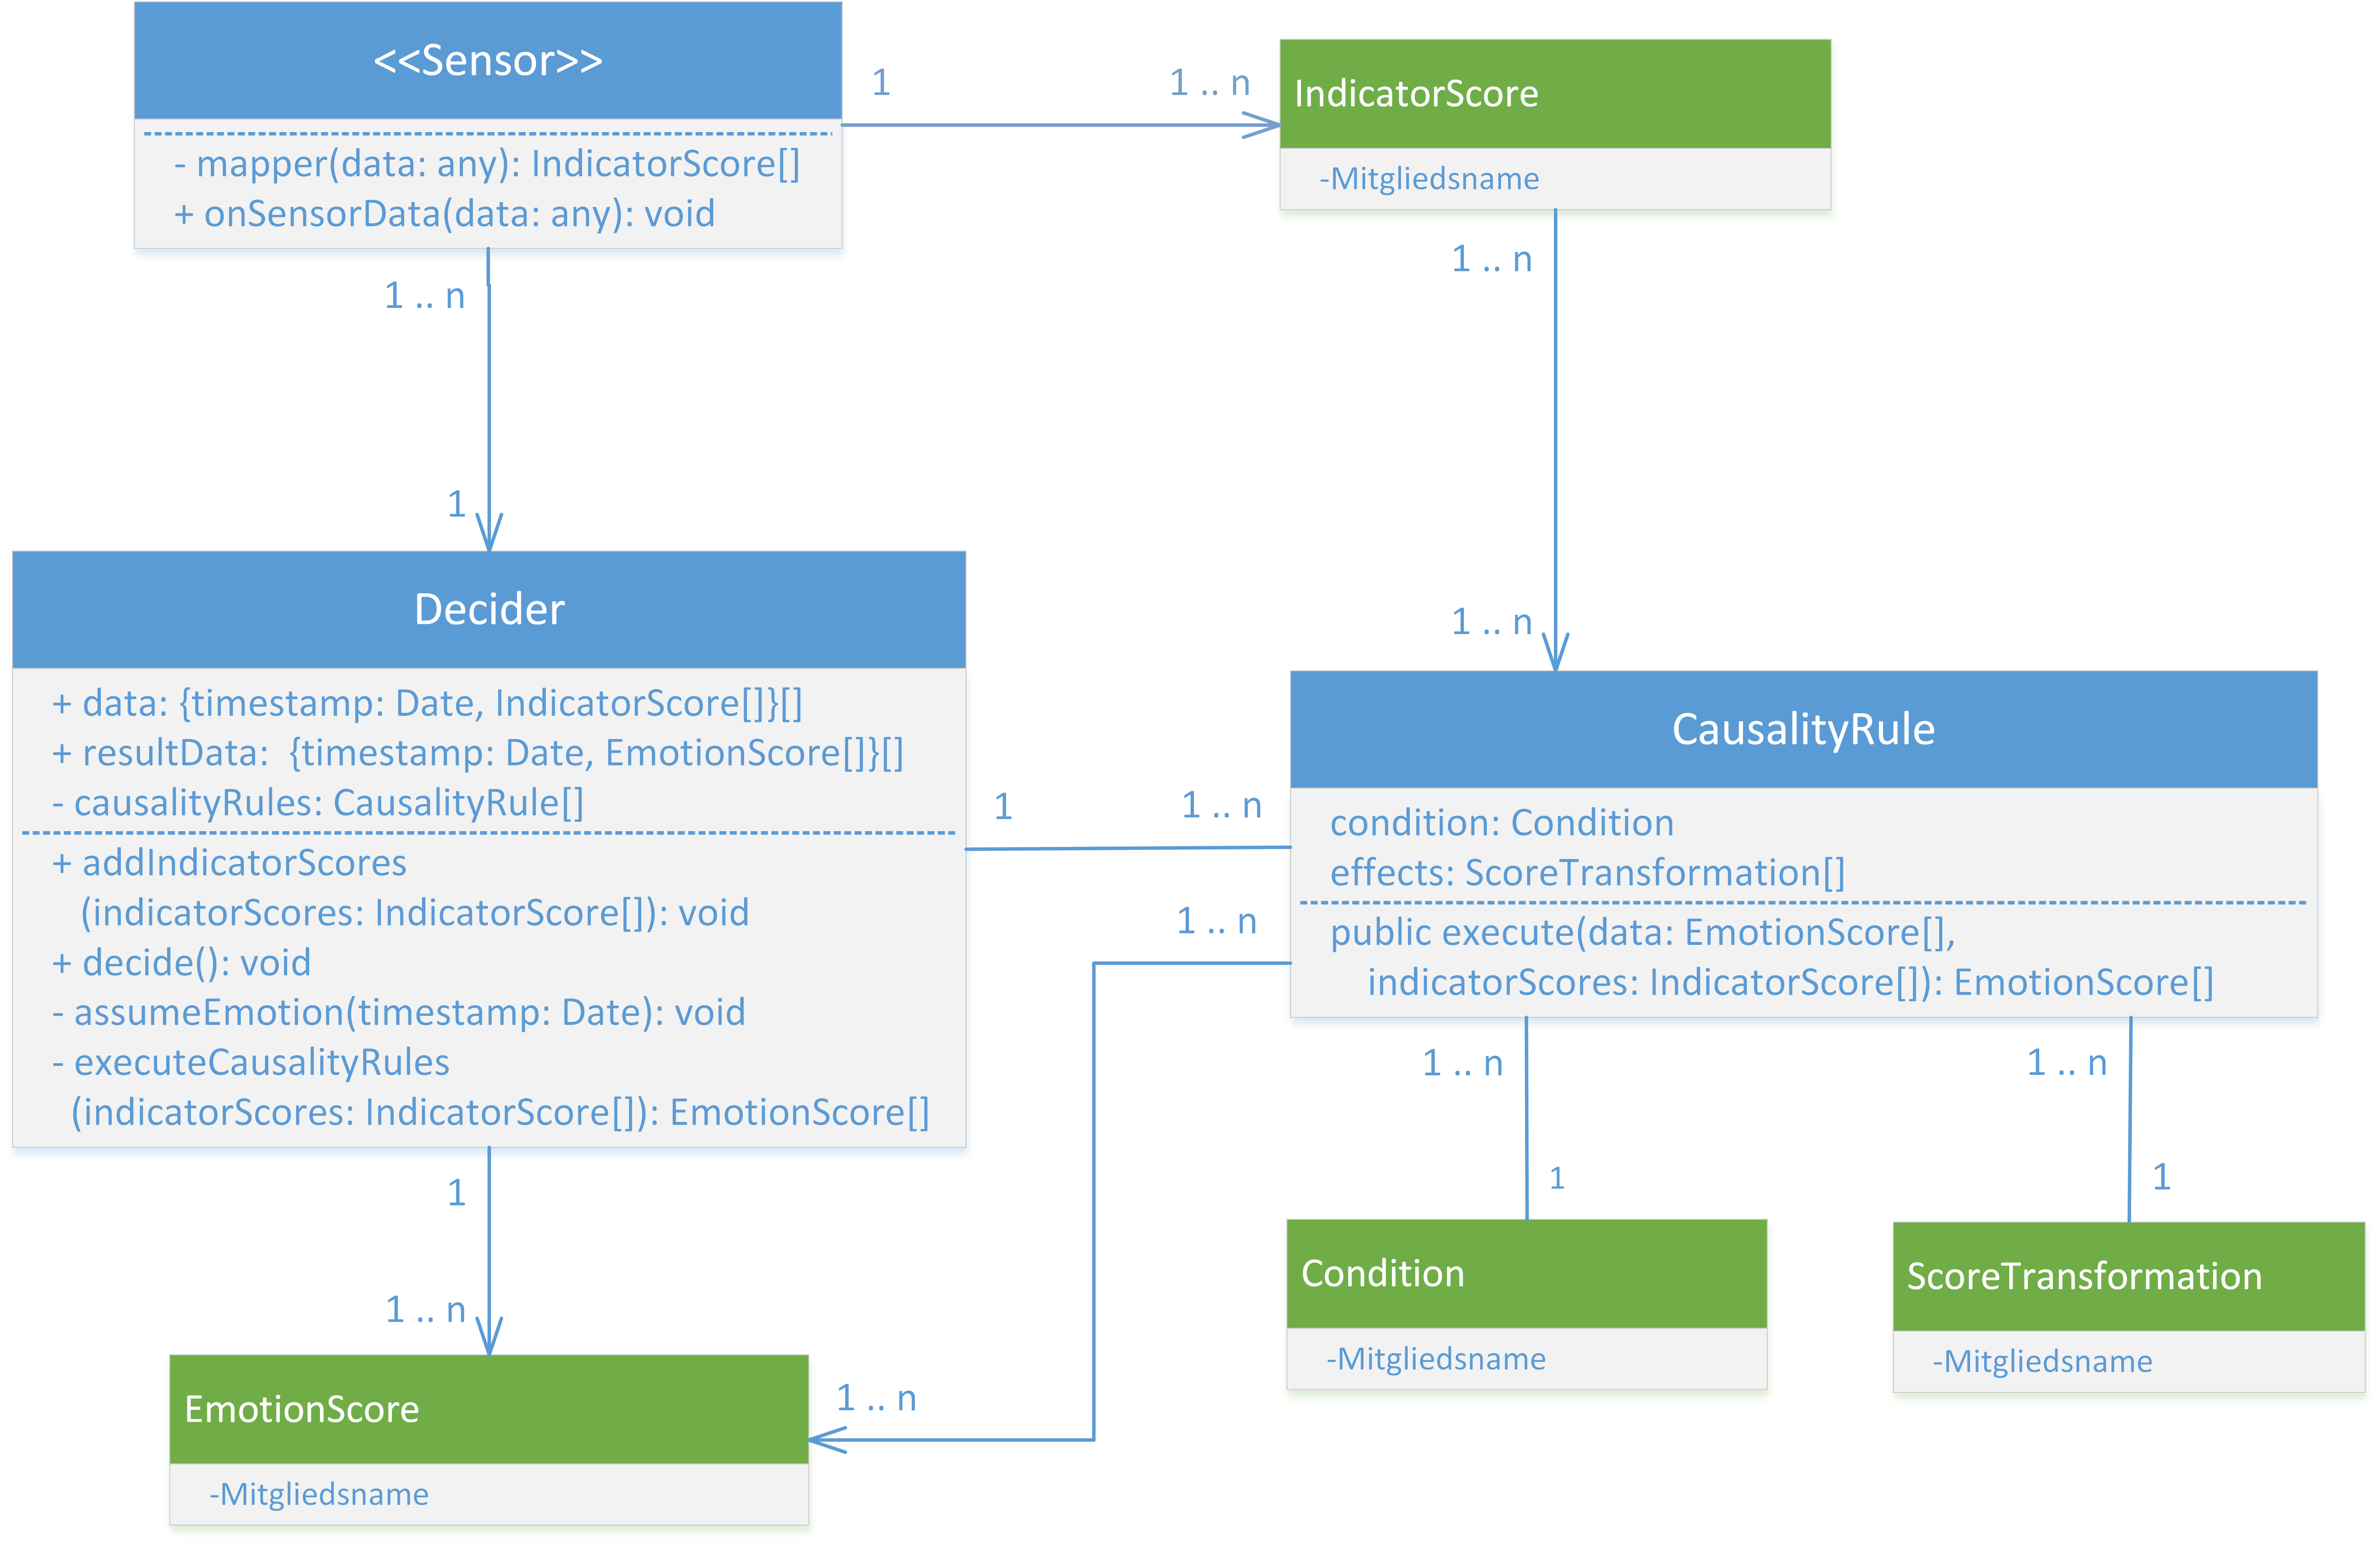 <<Sensor>>
- mapper(data: any): IndicatorScore[]
+ onSensorData(data: any): void
1
1 .. n
IndicatorScore
-Mitgliedsname
1 .. n
1
1 .. n
1 .. n
Decider
+ data: {timestamp: Date, IndicatorScore[]}[]
+ resultData:  {timestamp: Date, EmotionScore[]}[]
- causalityRules: CausalityRule[]
+ addIndicatorScores
(indicatorScores: IndicatorScore[]): void
+ decide(): void
- assumeEmotion(timestamp: Date): void
- executeCausalityRules
(indicatorScores: IndicatorScore[]): EmotionScore[]
1
1 .. n
1 .. n
CausalityRule
condition: Condition
effects: ScoreTransformation[]
public execute(data: EmotionScore[],
indicatorScores: IndicatorScore[]): EmotionScore[]
1 .. n
1
1 .. n
1
1
1 .. n
1 .. n
Condition
-Mitgliedsname
ScoreTransformation
-Mitgliedsname
EmotionScore
-Mitgliedsname